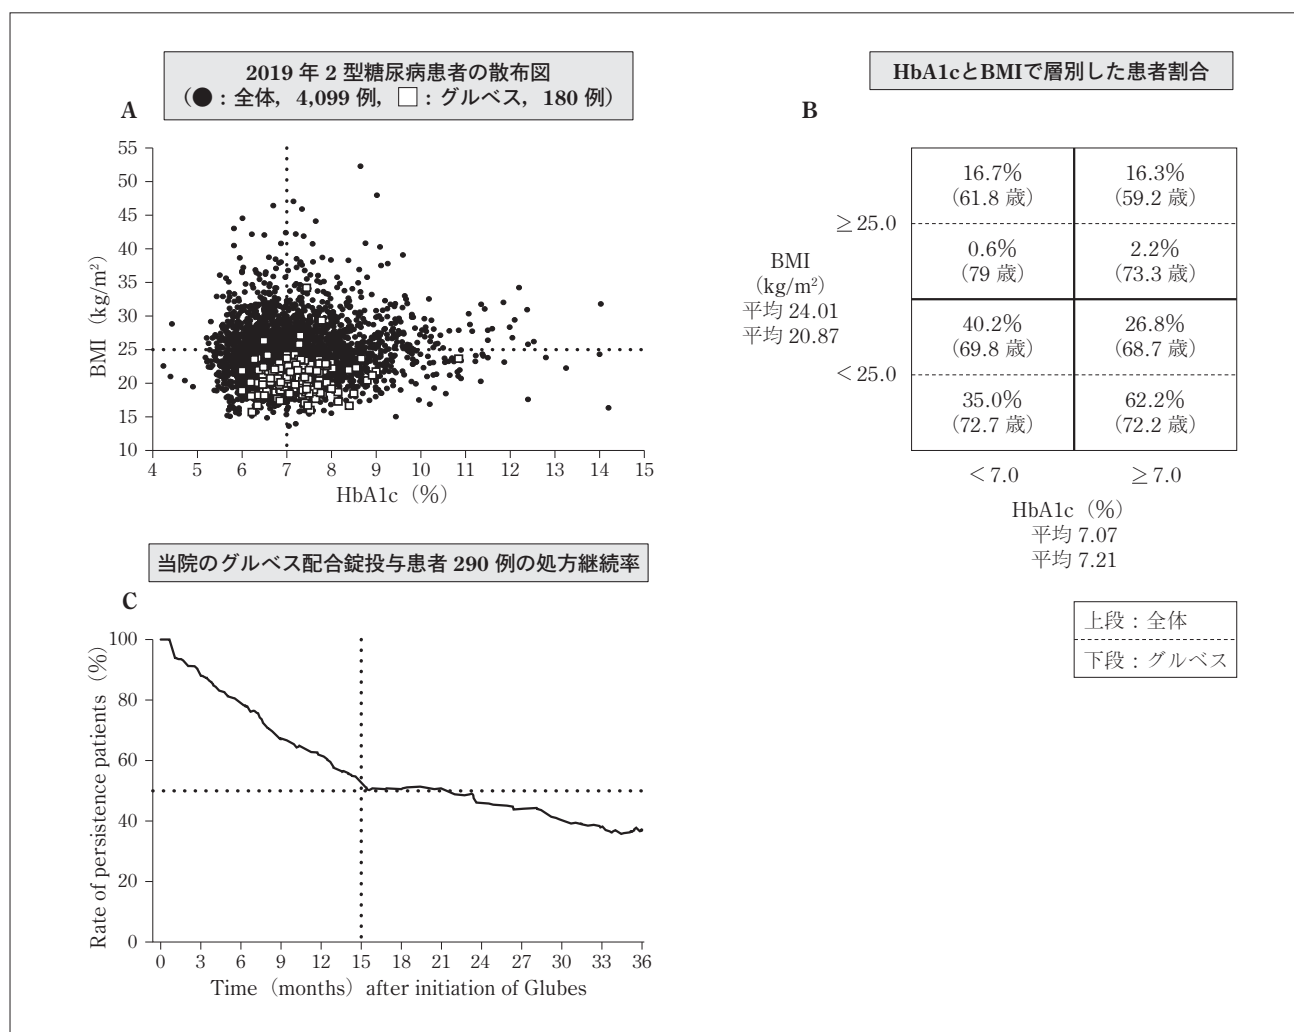 2019 年 2 型糖尿病患者の散布図
（●：全体，4,099 例，□：グルベス，180 例）
A
55
50
45
40
35
30
25
20
15
10
BMI（kg/m²）
4 5 6 7 8 9 10 11 12 13 14 15
HbA1c（%）
HbA1cとBMIで層別した患者割合
B
16.7% 16.3%
（61.8 歳） （59.2 歳）
≥25.0
0.6% 2.2%
（79 歳） （73.3 歳）
BMI
（kg/m²）
平均 24.01
平均 20.87
40.2% 26.8%
（69.8 歳） （68.7 歳）
＜25.0
35.0% 62.2%
（72.7 歳） （72.2 歳）
＜7.0 ≥7.0
HbA1c（%）
平均 7.07
平均 7.21
上段：全体
下段：グルベス
当院のグルベス配合錠投与患者 290 例の処方継続率
C
100
80
60
40
20
0
Rate of persistence patients（%）
0 3 6 9 12 15 18 21 24 27 30 33 36
Time（months）after initiation of Glubes